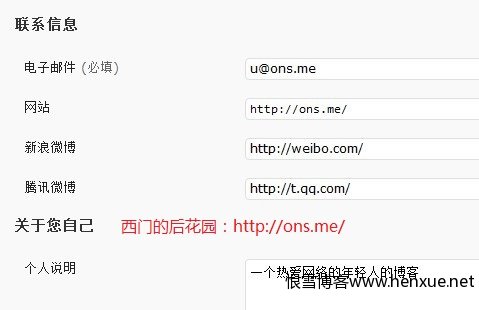 联系信息
电子邮件 (必填) u@ons.me
网站 http://ons.me/
新浪微博 http://weibo.com/
腾讯微博 http://t.qq.com/
关于您自己 西门的后花园：http://ons.me/
个人说明 一个热爱网络的年轻人的博客
恨雪博客www.henxue.net